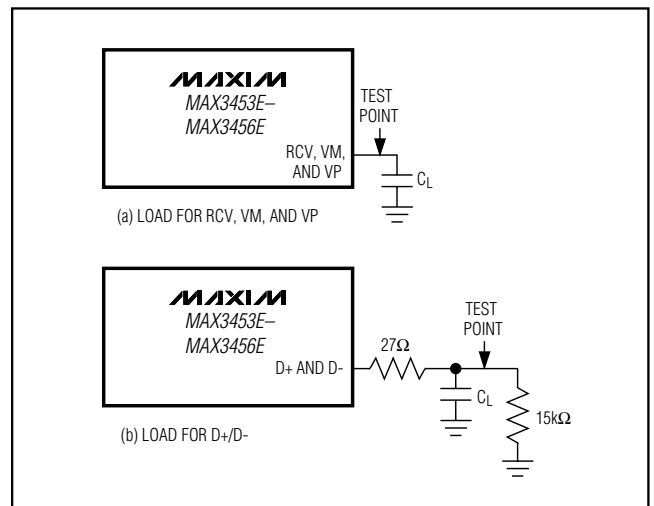 MAXIM
MAX3453E–
MAX3456E
RCV, VM,
AND VP
TEST
POINT
CL
(a) LOAD FOR RCV, VM, AND VP
MAXIM
MAX3453E–
MAX3456E
D+ AND D-
27Ω
TEST
POINT
CL
15kΩ
(b) LOAD FOR D+/D-